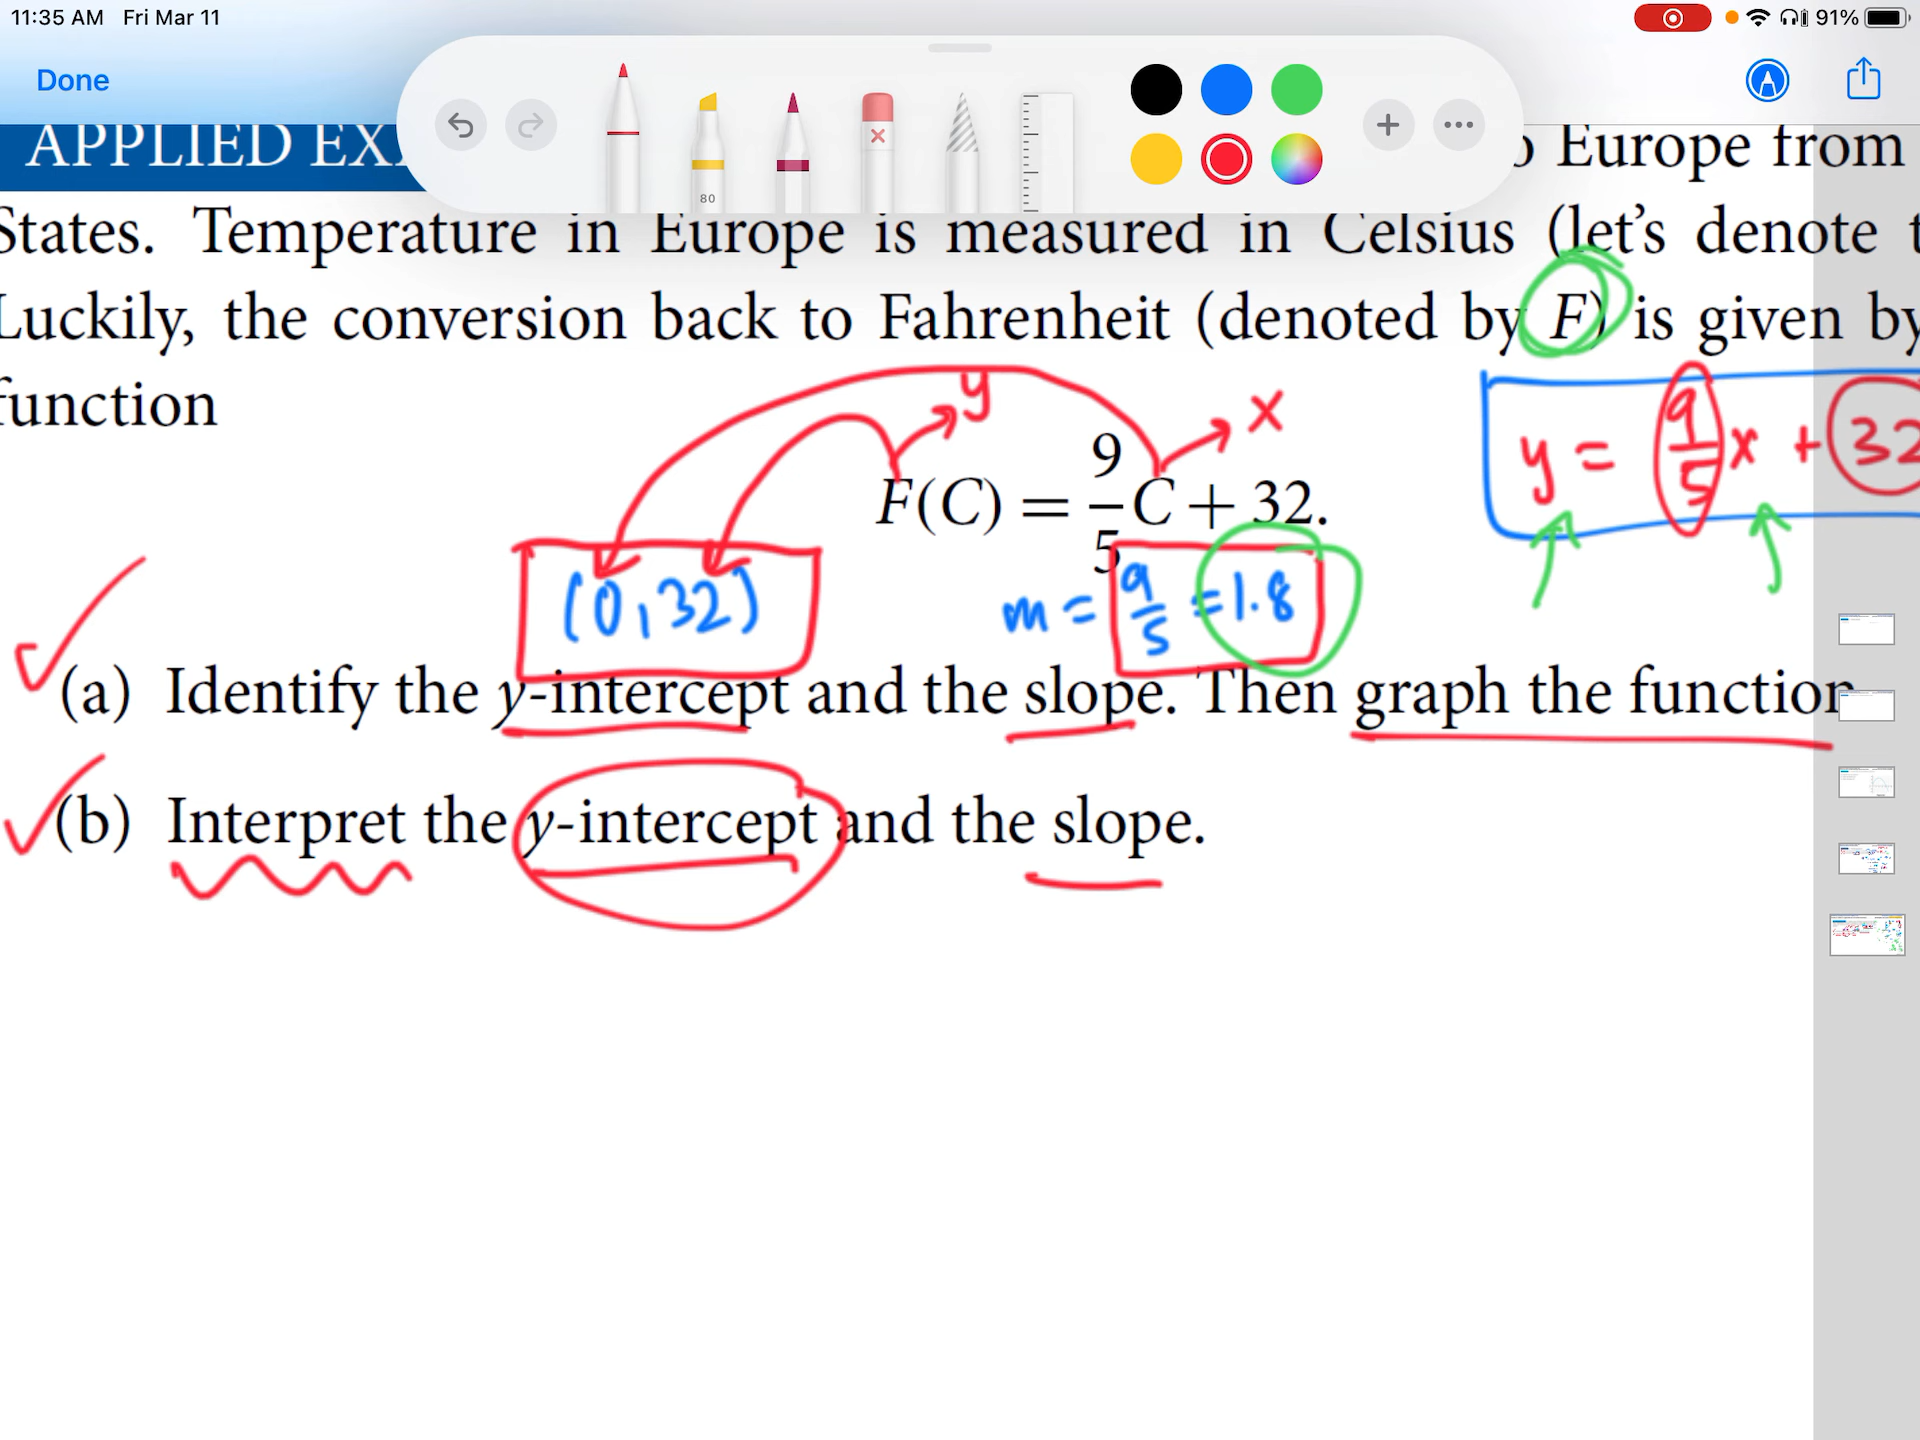 11:35 AM Fri Mar 11
91%
Done
80
APPLIED
Europe from
States. Temperature in Europe is measured in Celsius (let's denote
Luckily, the conversion back to Fahrenheit (denoted by F) is given by
function
y
x
F(C) = 9/5 C + 32.
y = 9/5 x + 32
(0,32)
m = 9/5 = 1.8
(a) Identify the y-intercept and the slope. Then graph the function
(b) Interpret the y-intercept and the slope.